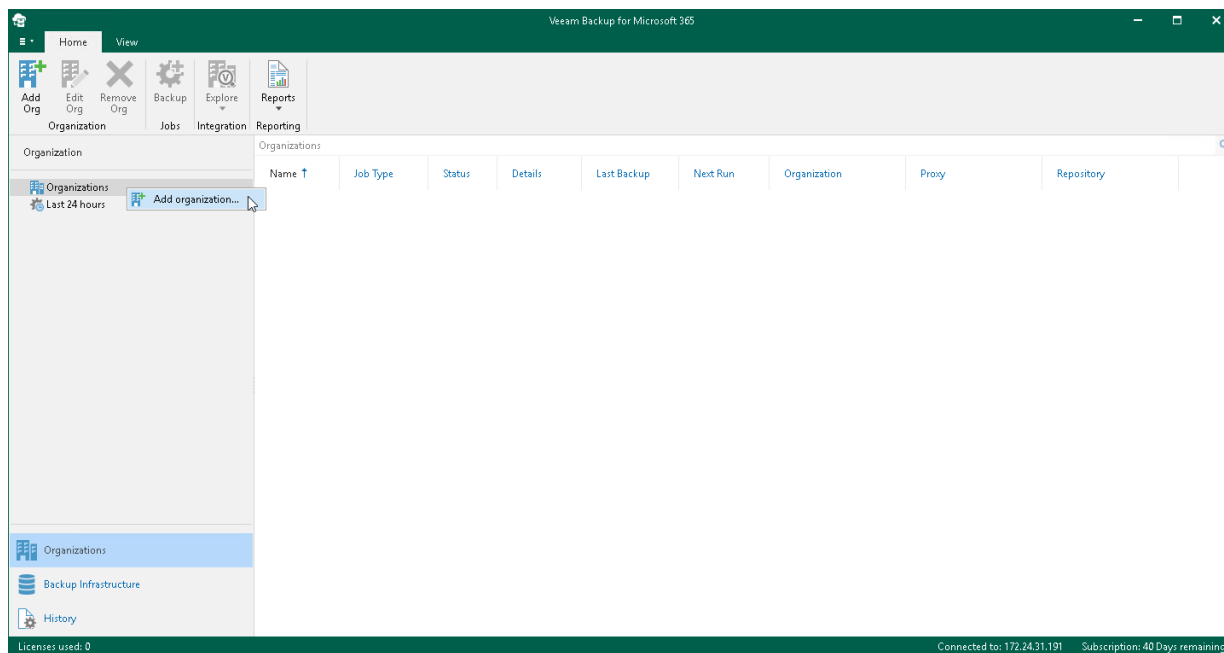 Veeam Backup for Microsoft 365
Home View
Add Org Edit Org Remove Org Backup Explore Reports
Organization Jobs Integration Reporting
Organization
Organizations
Last 24 hours
Add organization...
Organizations
Name Job Type Status Details Last Backup Next Run Organization Proxy Repository
Organizations
Backup Infrastructure
History
Licenses used: 0 Connected to: 172.24.31.191 Subscription: 40 Days remaining